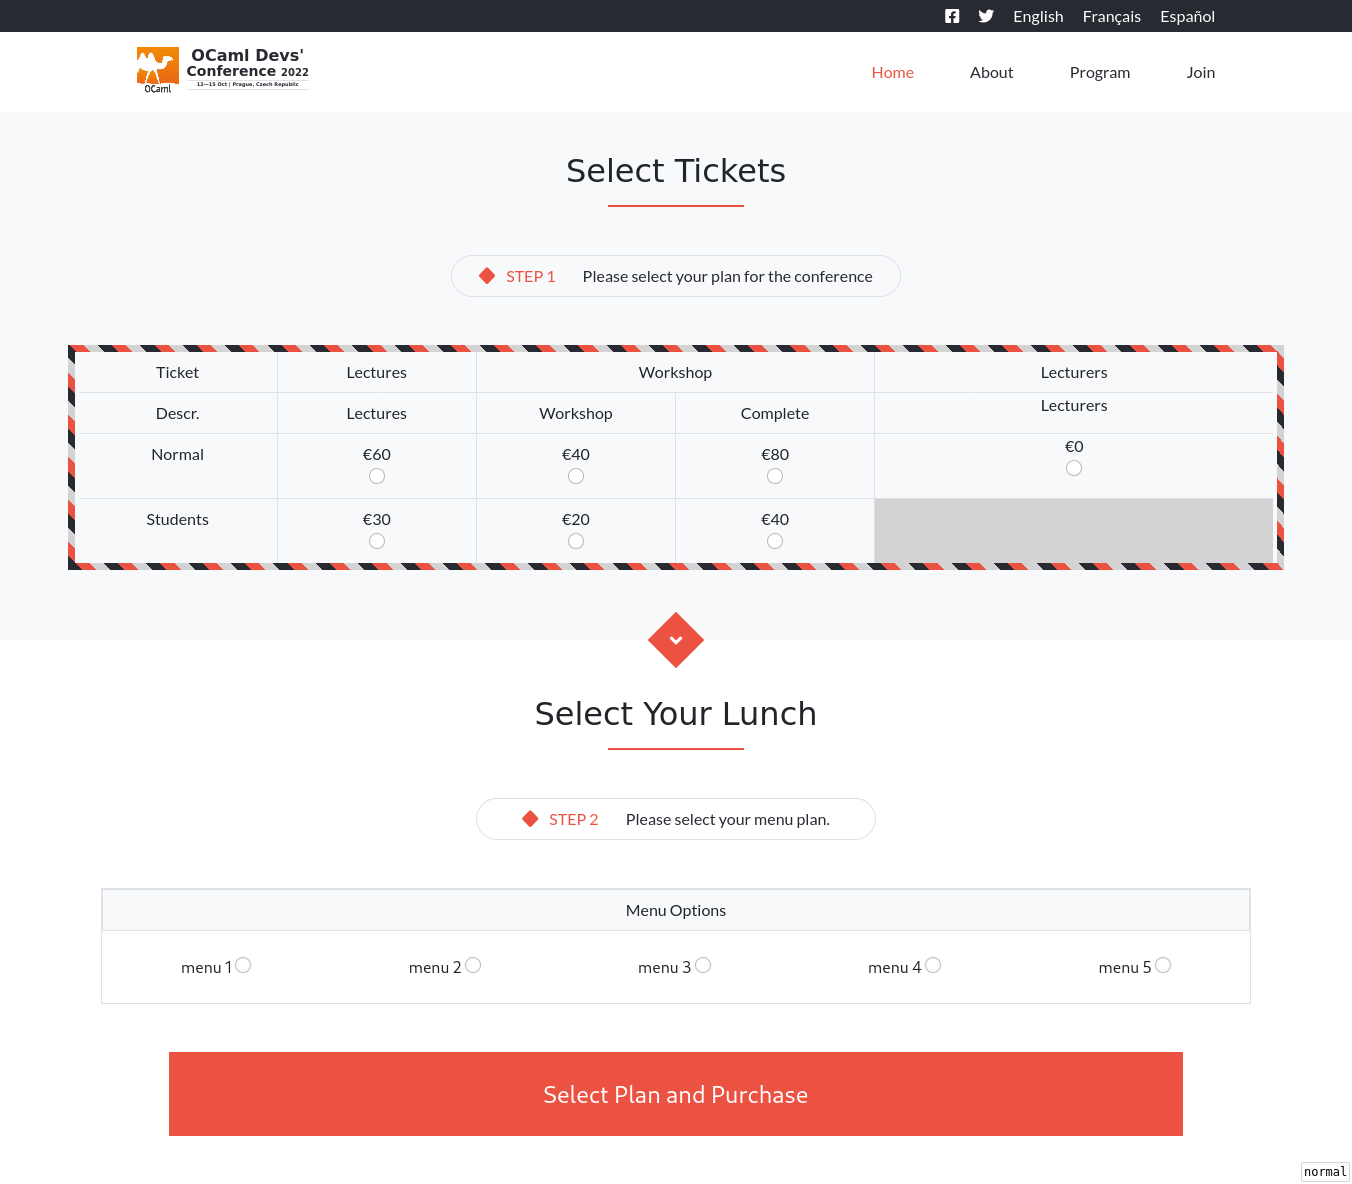 English Français Español
OCaml Devs'
Conference 2022
12—15 Oct | Prague, Czech Republic
OCaml
Home About Program Join
Select Tickets
STEP 1 Please select your plan for the conference
Ticket Lectures Workshop Lecturers
Descr. Lectures Workshop Complete Lecturers
Normal €60 €40 €80 €0
Students €30 €20 €40
Select Your Lunch
STEP 2 Please select your menu plan.
Menu Options
menu 1 menu 2 menu 3 menu 4 menu 5
Select Plan and Purchase
normal